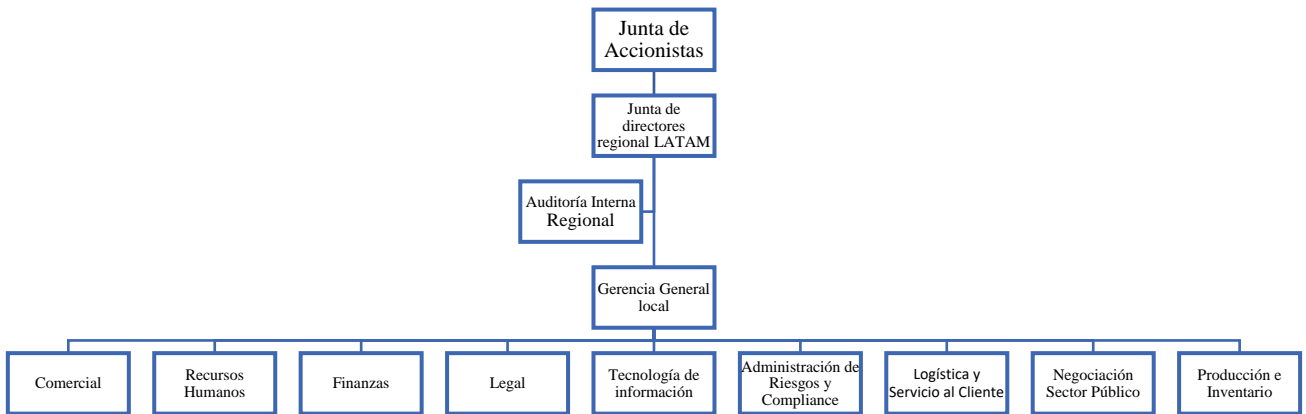 Junta de
Accionistas
Junta de
directores
regional LATAM
Auditoría Interna
Regional
Gerencia General
local
Comercial
Recursos
Humanos
Finanzas
Legal
Tecnología de
información
Administración de
Riesgos y
Compliance
Logística y
Servicio al Cliente
Negociación
Sector Público
Producción e
Inventario